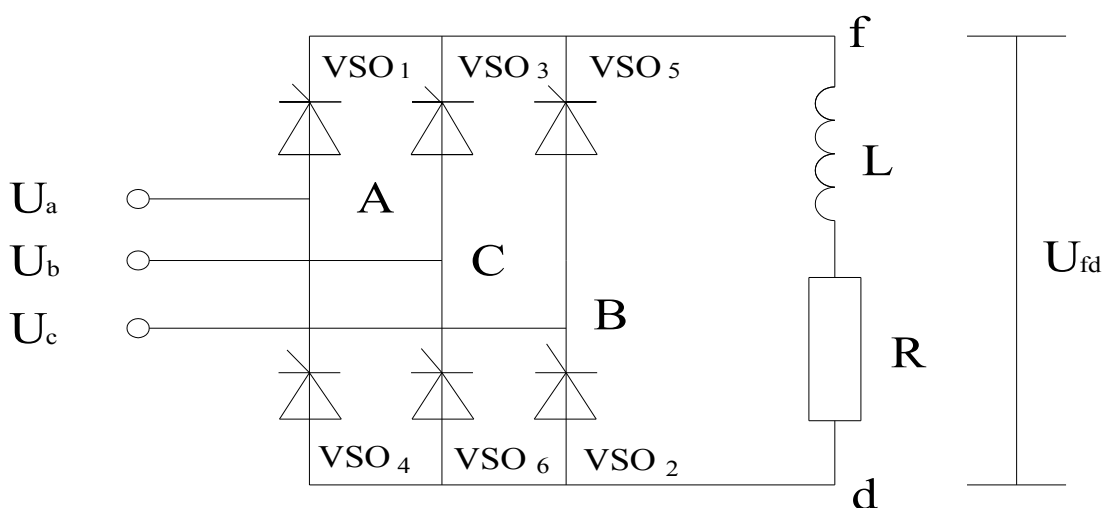 f
VSO1 VSO3 VSO5
L
Ua A
Ub C Ufd
Uc B
R
VSO4 VSO6 VSO2
d